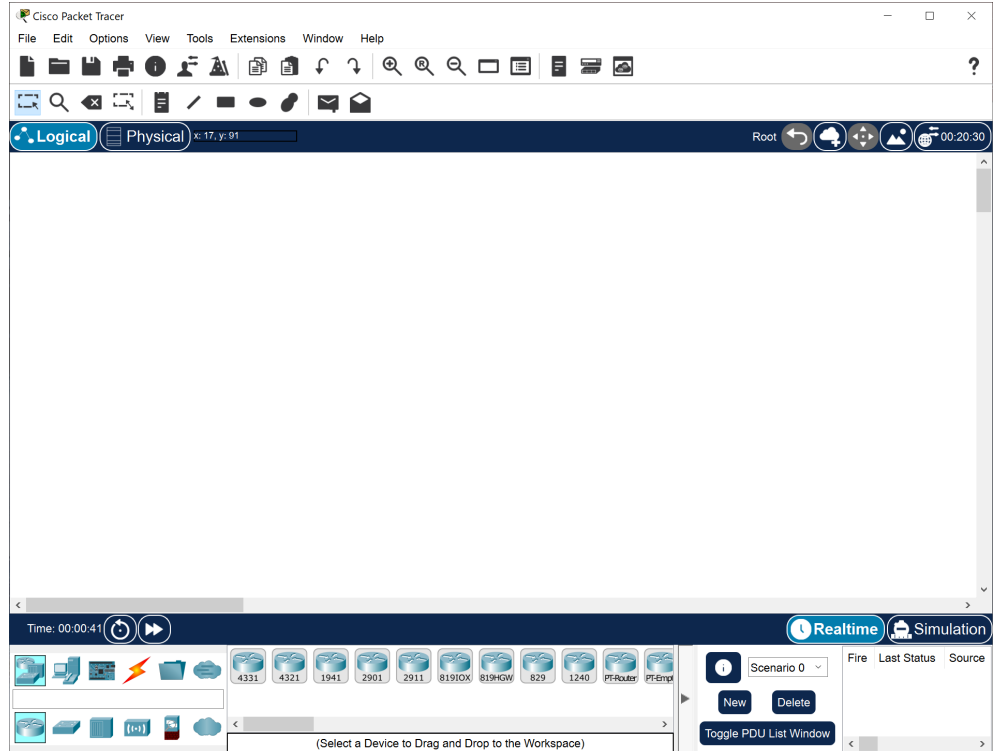 Cisco Packet Tracer
File Edit Options View Tools Extensions Window Help
R ?
Logical Physical x: 17, y: 91 Root 00:20:30
Time: 00:00:41 Realtime Simulation
4331 4321 1941 2901 2911 819IOX 819HGW 829 1240 PT-Router PT-Empt
Scenario 0 Fire Last Status Source
New Delete
Toggle PDU List Window
(Select a Device to Drag and Drop to the Workspace)